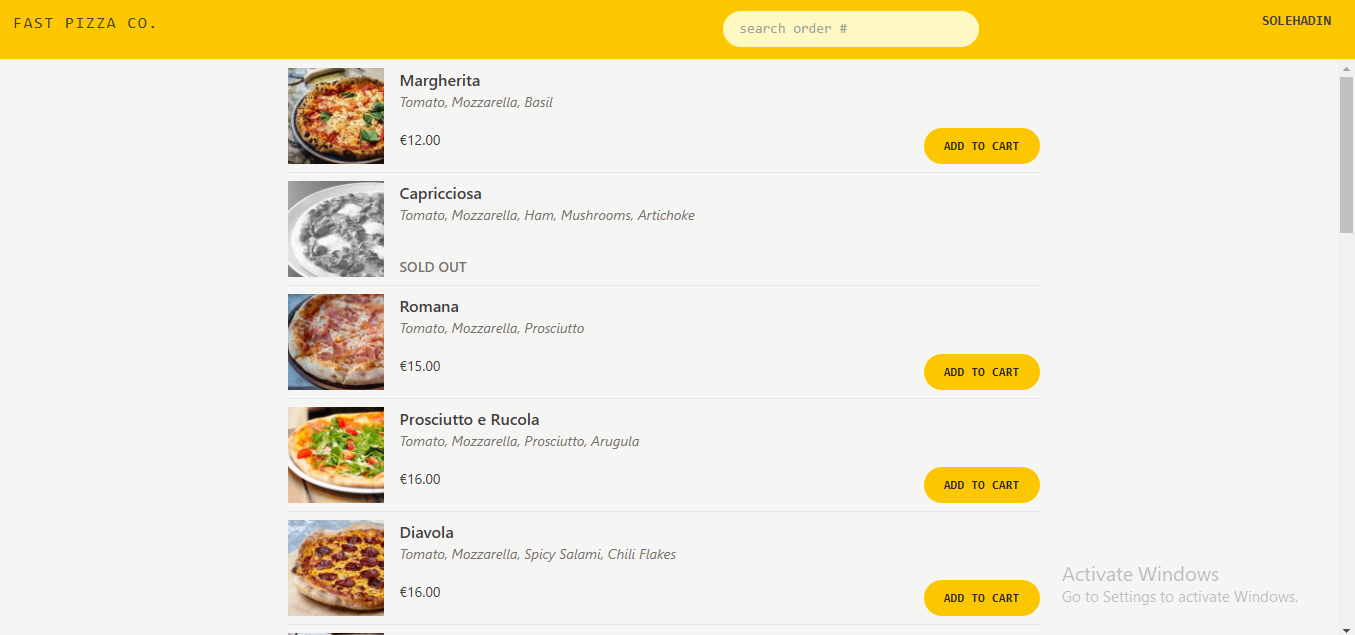 FAST PIZZA CO.
search order #
SOLEHADIN
Margherita
Tomato, Mozzarella, Basil
€12.00
ADD TO CART
Capricciosa
Tomato, Mozzarella, Ham, Mushrooms, Artichoke
SOLD OUT
Romana
Tomato, Mozzarella, Prosciutto
€15.00
ADD TO CART
Prosciutto e Rucola
Tomato, Mozzarella, Prosciutto, Arugula
€16.00
ADD TO CART
Diavola
Tomato, Mozzarella, Spicy Salami, Chili Flakes
€16.00
ADD TO CART
Activate Windows
Go to Settings to activate Windows.